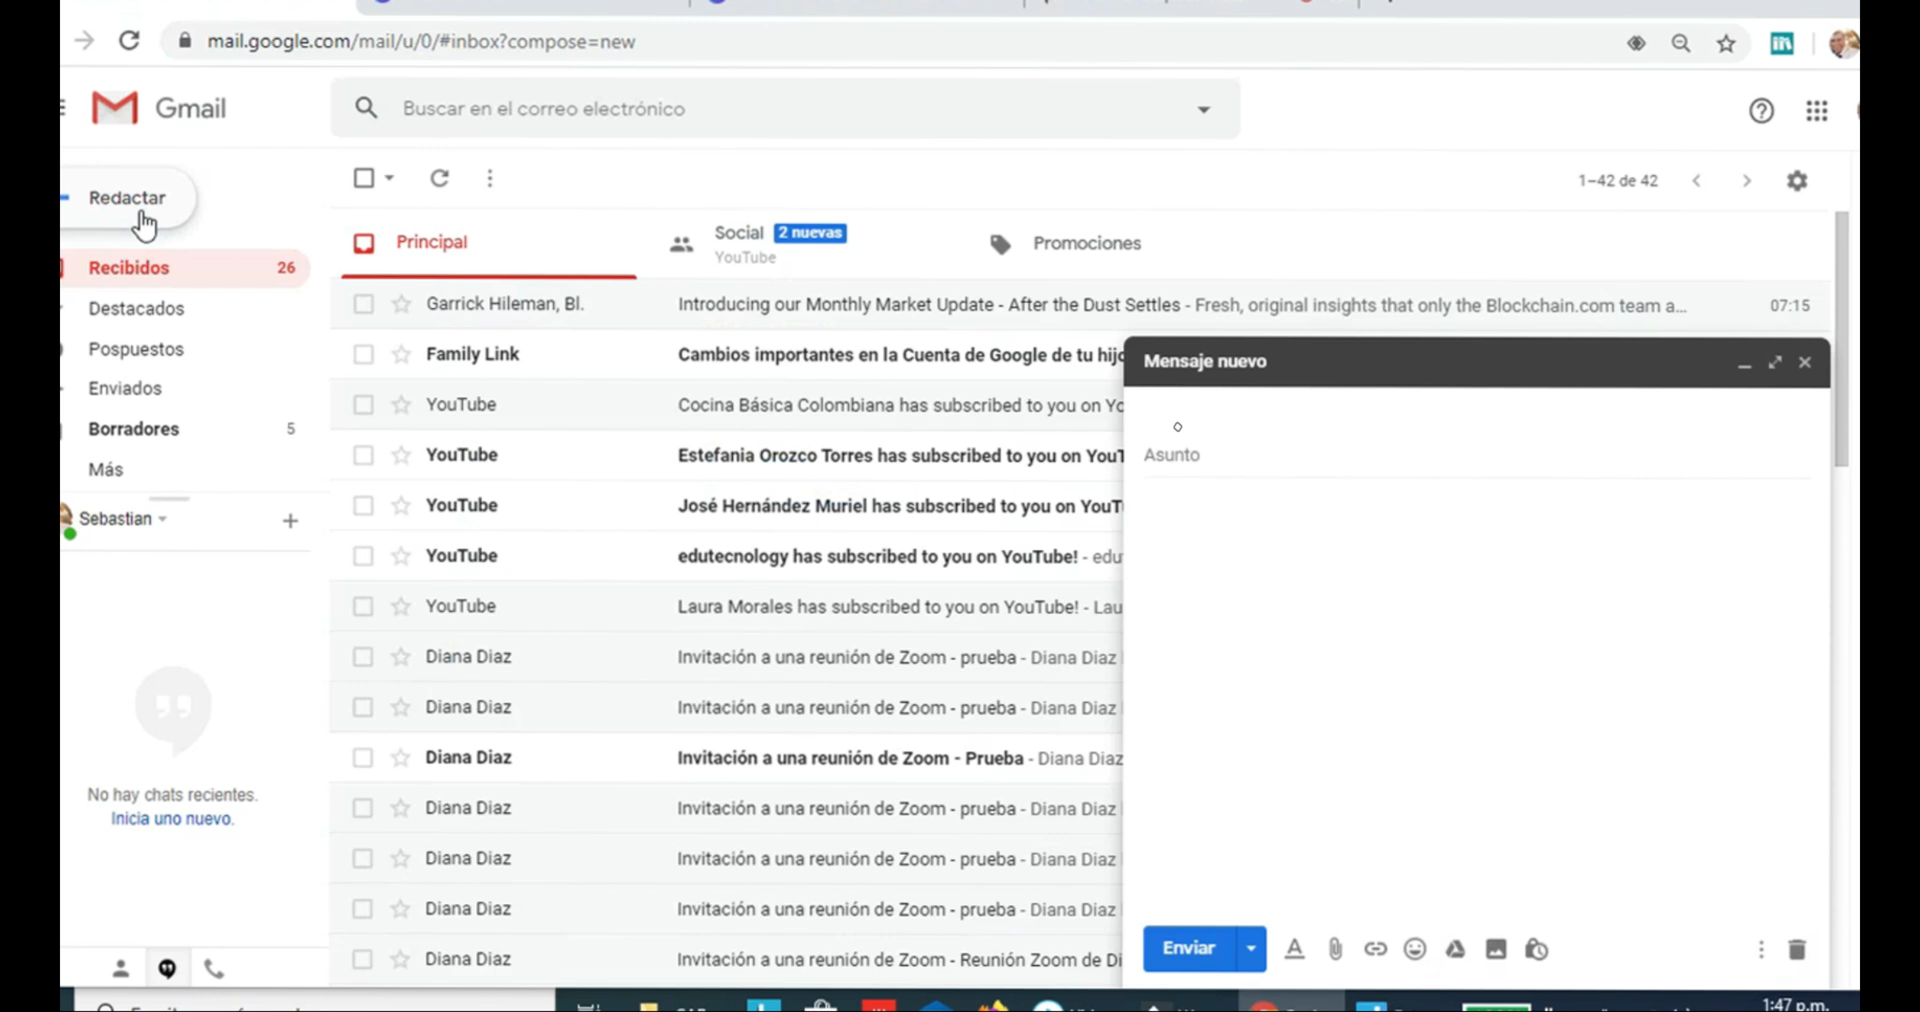 mail.google.com/mail/u/0/#inbox?compose=new
Gmail
Buscar en el correo electrónico
Redactar
1–42 de 42
Principal
Social 2 nuevas
YouTube
Promociones
Recibidos 26
Destacados
Pospuestos
Enviados
Borradores 5
Más
Sebastian
No hay chats recientes.
Inicia uno nuevo.
Garrick Hileman, Bl. Introducing our Monthly Market Update - After the Dust Settles - Fresh, original insights that only the Blockchain.com team a... 07:15
Family Link Cambios importantes en la Cuenta de Google de tu hijo
YouTube Cocina Básica Colombiana has subscribed to you on Yo
YouTube Estefania Orozco Torres has subscribed to you on YouT
YouTube José Hernández Muriel has subscribed to you on YouT
YouTube edutecnology has subscribed to you on YouTube! - edu
YouTube Laura Morales has subscribed to you on YouTube! - Lau
Diana Diaz Invitación a una reunión de Zoom - prueba - Diana Diaz
Diana Diaz Invitación a una reunión de Zoom - prueba - Diana Diaz
Diana Diaz Invitación a una reunión de Zoom - Prueba - Diana Diaz
Diana Diaz Invitación a una reunión de Zoom - prueba - Diana Diaz
Diana Diaz Invitación a una reunión de Zoom - prueba - Diana Diaz
Diana Diaz Invitación a una reunión de Zoom - prueba - Diana Diaz
Diana Diaz Invitación a una reunión de Zoom - Reunión Zoom de Di
Mensaje nuevo
Asunto
Enviar
1:47 p.m.